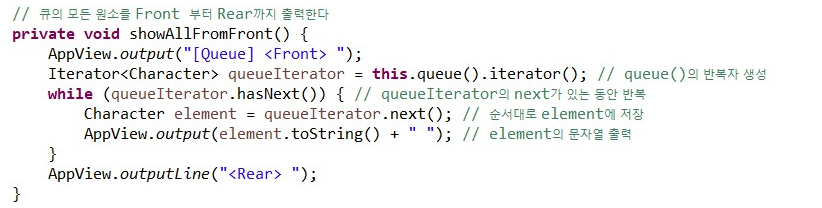 // 큐의 모든 원소를 Front 부터 Rear까지 출력한다
private void showAllFromFront() {
    AppView.output("[Queue] <Front> ");
    Iterator<Character> queueIterator = this.queue().iterator(); // queue()의 반복자 생성
    while (queueIterator.hasNext()) { // queueIterator의 next가 있는 동안 반복
        Character element = queueIterator.next(); // 순서대로 element에 저장
        AppView.output(element.toString() + " "); // element의 문자열 출력
    }
    AppView.outputLine("<Rear> ");
}